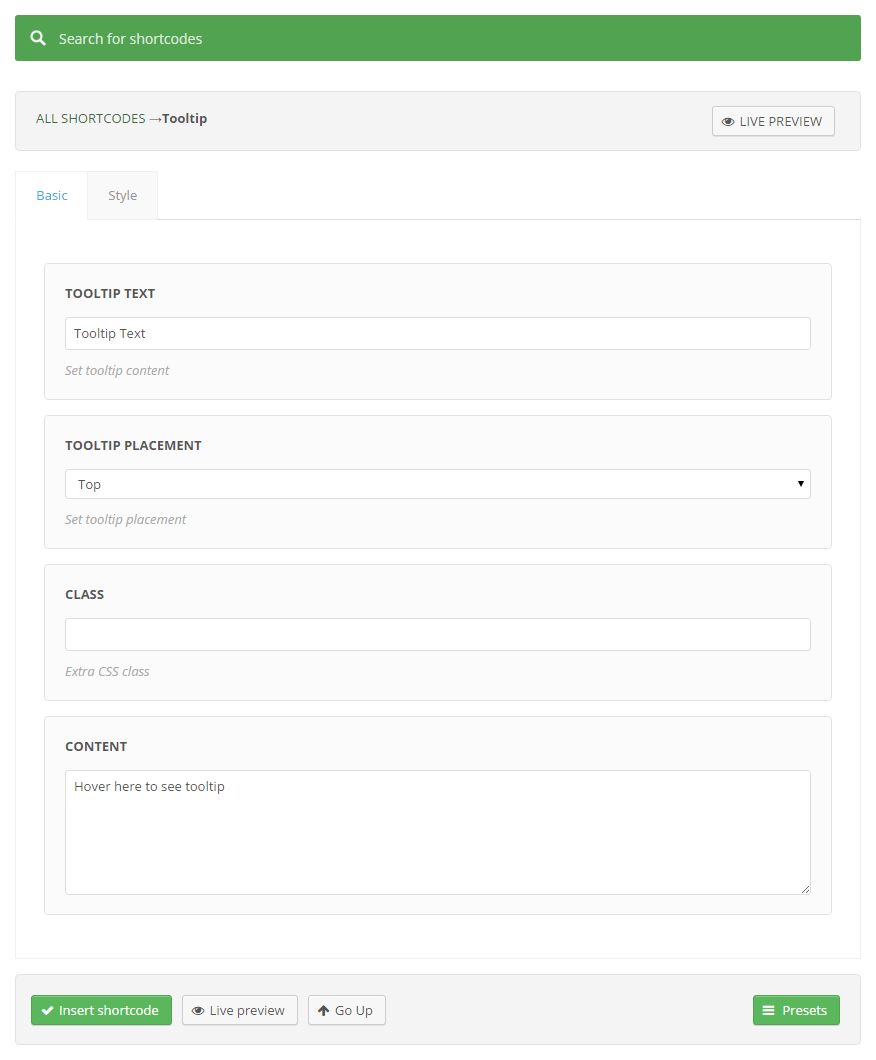 Search for shortcodes
ALL SHORTCODES →Tooltip
LIVE PREVIEW
Basic
Style
TOOLTIP TEXT
Tooltip Text
Set tooltip content
TOOLTIP PLACEMENT
Top
Set tooltip placement
CLASS
Extra CSS class
CONTENT
Hover here to see tooltip
Insert shortcode
Live preview
Go Up
Presets